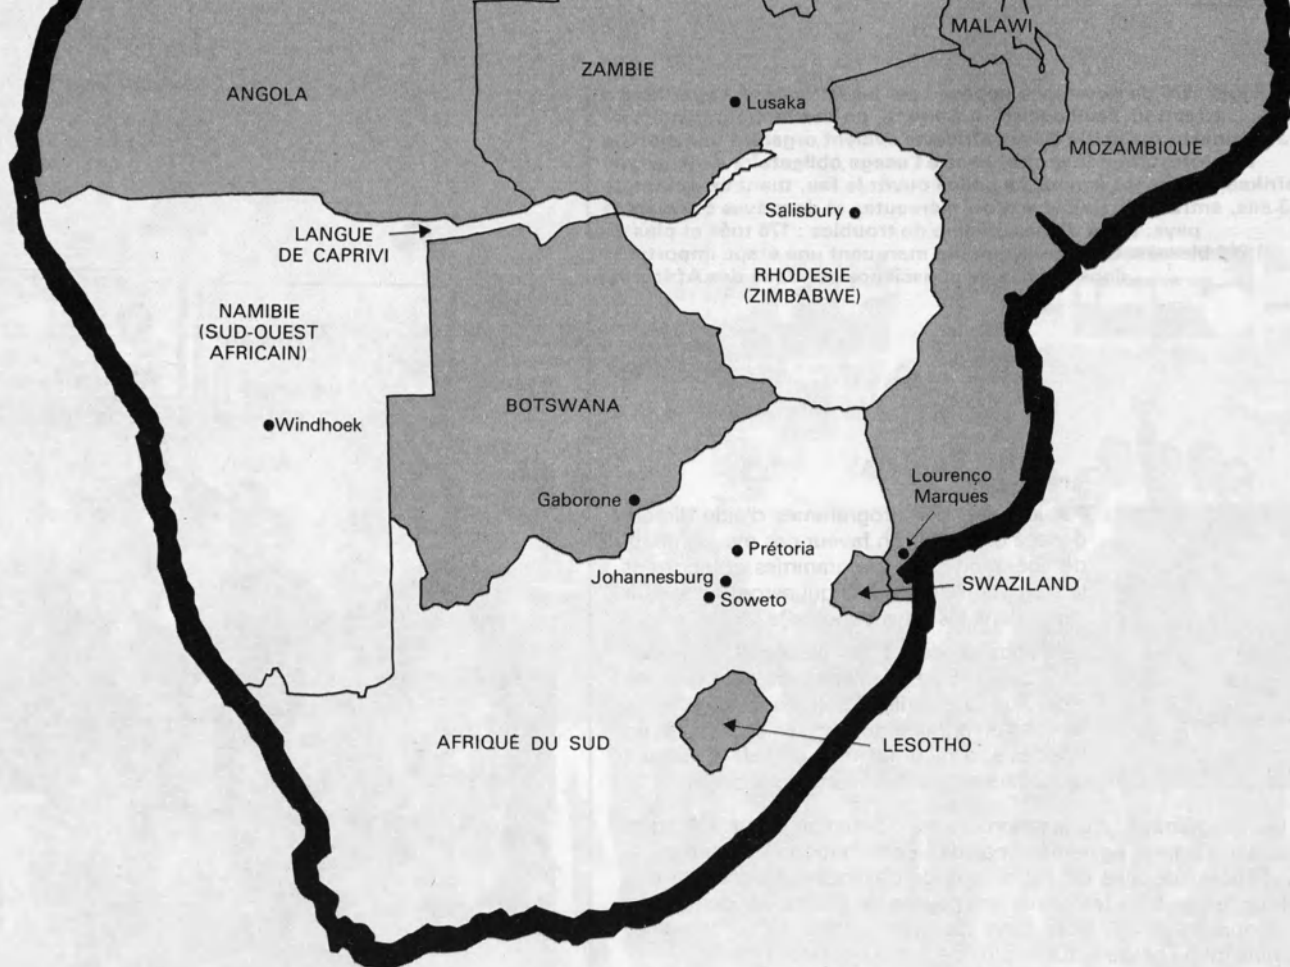 MALAWI
ZAMBIE
ANGOLA
Lusaka
MOZAMBIQUE
Salisbury
LANGUE
DE CAPRIVI
RHODESIE
(ZIMBABWE)
NAMIBIE
(SUD-OUEST
AFRICAIN)
BOTSWANA
Windhoek
Lourenço
Marques
Gaborone
Prétoria
Johannesburg
SWAZILAND
Soweto
AFRIQUE DU SUD
LESOTHO